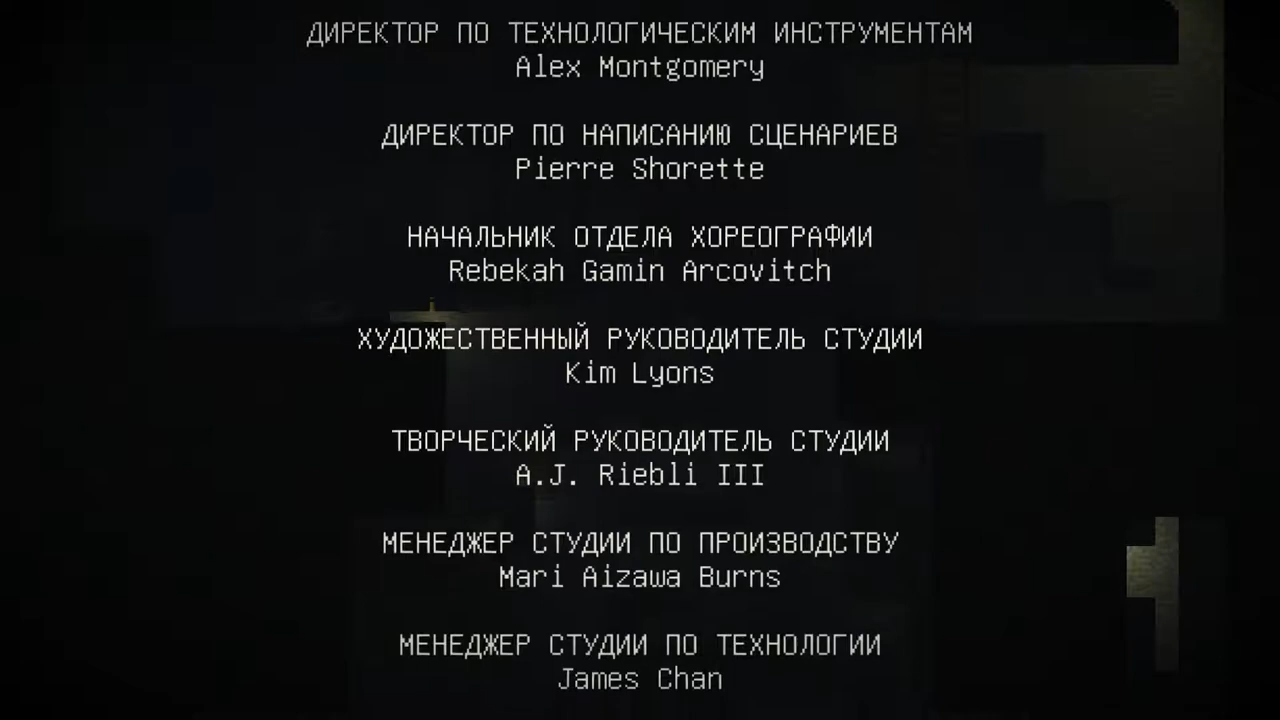 ДИРЕКТОР ПО ТЕХНОЛОГИЧЕСКИМ ИНСТРУМЕНТАМ
Alex Montgomery
ДИРЕКТОР ПО НАПИСАНИЮ СЦЕНАРИЕВ
Pierre Shorette
НАЧАЛЬНИК ОТДЕЛА ХОРЕОГРАФИИ
Rebekah Gamin Arcovitch
ХУДОЖЕСТВЕННЫЙ РУКОВОДИТЕЛЬ СТУДИИ
Kim Lyons
ТВОРЧЕСКИЙ РУКОВОДИТЕЛЬ СТУДИИ
A.J. Riebli III
МЕНЕДЖЕР СТУДИИ ПО ПРОИЗВОДСТВУ
Mari Aizawa Burns
МЕНЕДЖЕР СТУДИИ ПО ТЕХНОЛОГИИ
James Chan